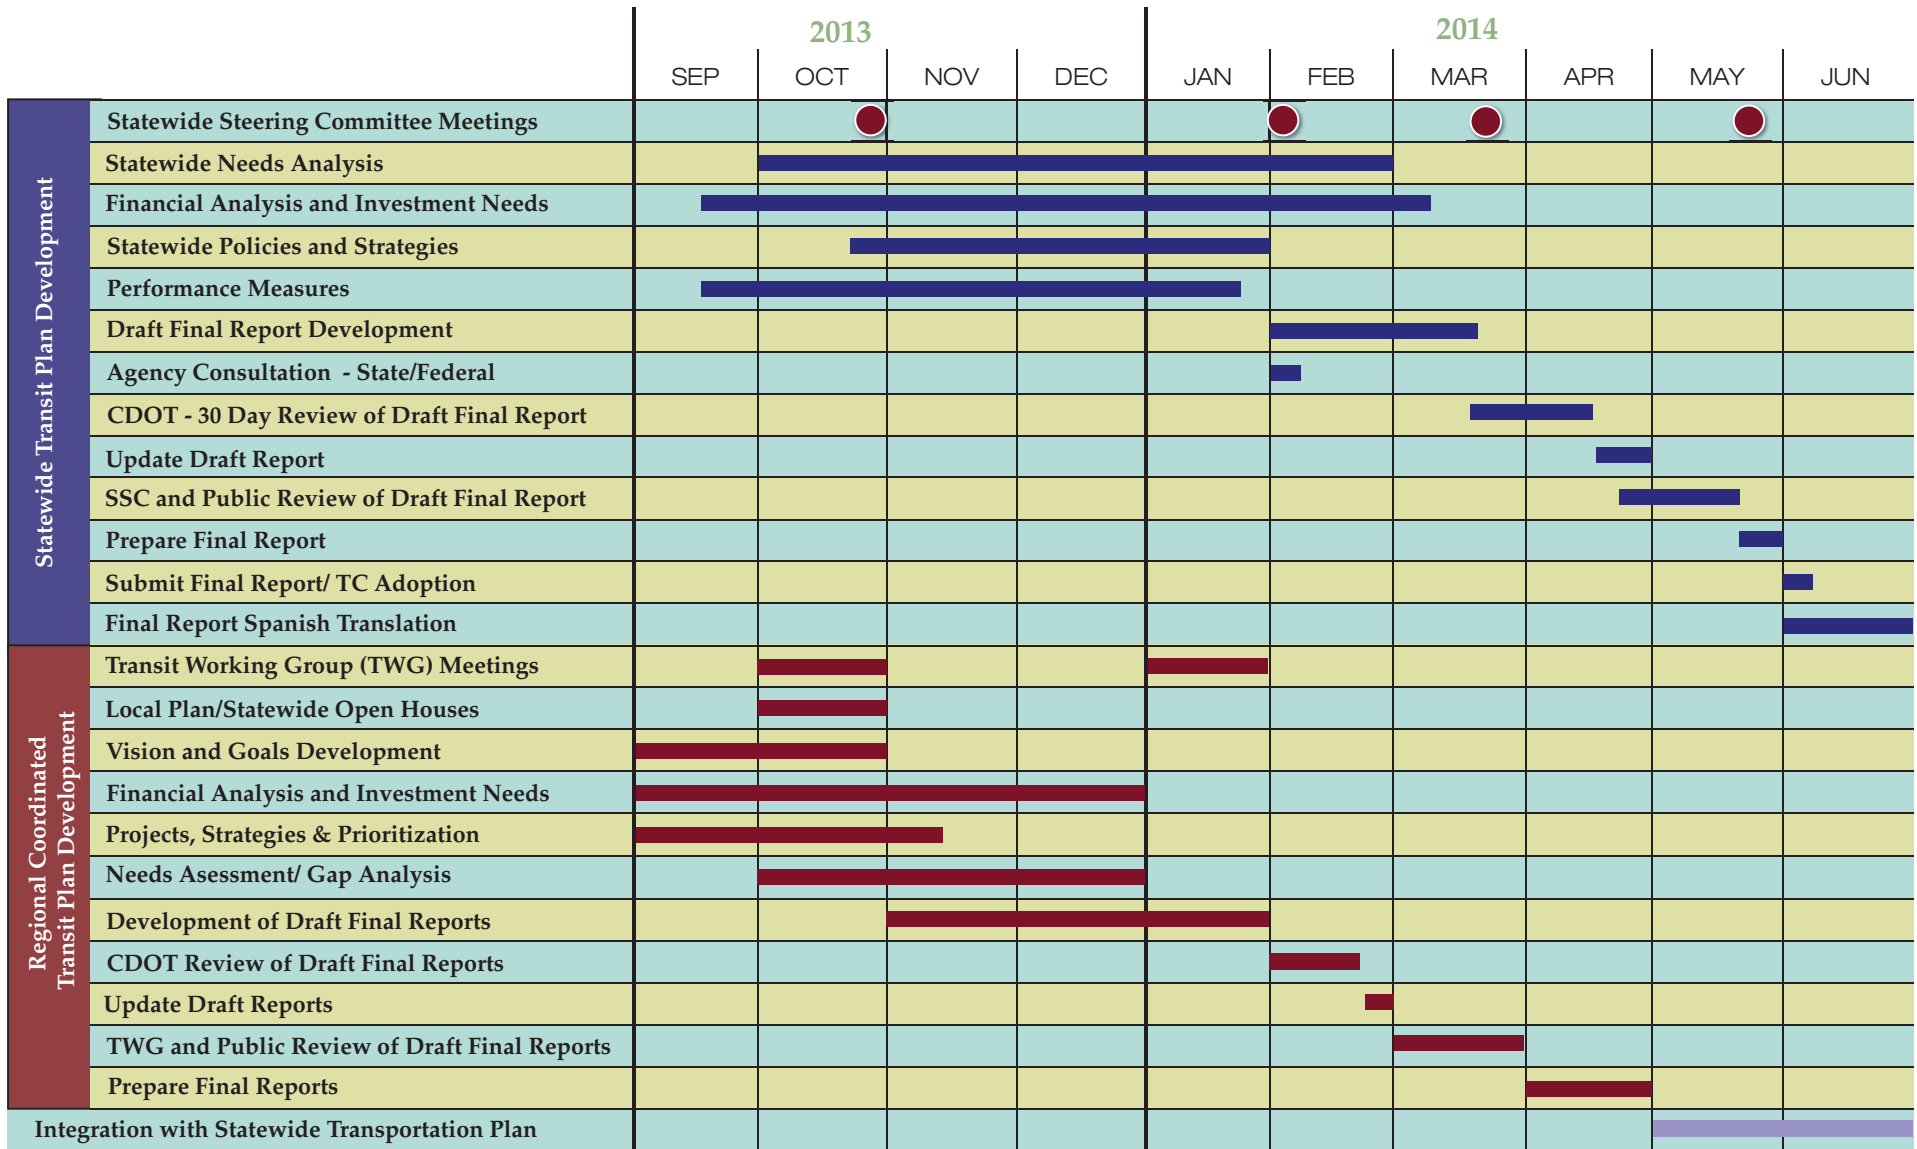 2013
2014
SEP OCT NOV DEC JAN FEB MAR APR MAY JUN
Statewide Transit Plan Development
Statewide Steering Committee Meetings
Statewide Needs Analysis
Financial Analysis and Investment Needs
Statewide Policies and Strategies
Performance Measures
Draft Final Report Development
Agency Consultation - State/Federal
CDOT - 30 Day Review of Draft Final Report
Update Draft Report
SSC and Public Review of Draft Final Report
Prepare Final Report
Submit Final Report/ TC Adoption
Final Report Spanish Translation
Regional Coordinated
Transit Plan Development
Transit Working Group (TWG) Meetings
Local Plan/Statewide Open Houses
Vision and Goals Development
Financial Analysis and Investment Needs
Projects, Strategies & Prioritization
Needs Asessment/ Gap Analysis
Development of Draft Final Reports
CDOT Review of Draft Final Reports
Update Draft Reports
TWG and Public Review of Draft Final Reports
Prepare Final Reports
Integration with Statewide Transportation Plan